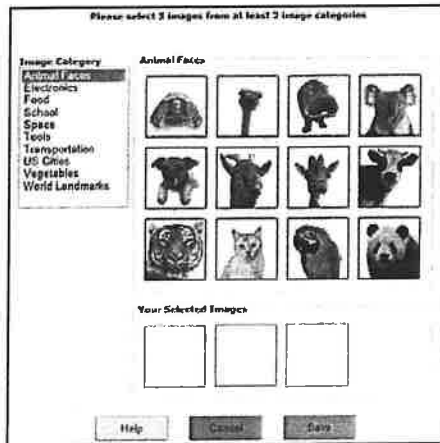 Please select 3 images from at least 2 image categories
Image Category
Animal Faces
Electronics
Food
School
Space
Tools
Transportation
US Cities
Vegetables
World Landmarks
Animal Faces
Your Selected Images
Help
Cancel
Save